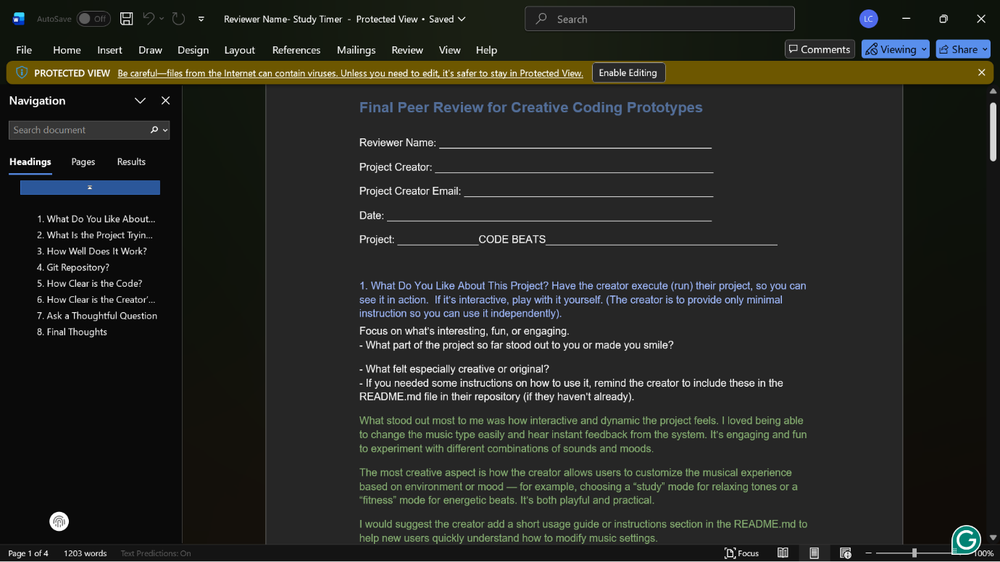 AutoSave Off Reviewer Name- Study Timer - Protected View • Saved Search LC
File Home Insert Draw Design Layout References Mailings Review View Help Comments Viewing Share
PROTECTED VIEW Be careful—files from the Internet can contain viruses. Unless you need to edit, it's safer to stay in Protected View. Enable Editing
Navigation
Search document
Headings Pages Results
1. What Do You Like About...
2. What Is the Project Tryin...
3. How Well Does It Work?
4. Git Repository?
5. How Clear is the Code?
6. How Clear is the Creator'...
7. Ask a Thoughtful Question
8. Final Thoughts
Final Peer Review for Creative Coding Prototypes
Reviewer Name: ______________________________________________
Project Creator: _______________________________________________
Project Creator Email: __________________________________________
Date: _______________________________________________________
Project: ______________CODE BEATS_______________________________________
1. What Do You Like About This Project? Have the creator execute (run) their project, so you can
see it in action.  If it's interactive, play with it yourself. (The creator is to provide only minimal
instruction so you can use it independently).
Focus on what's interesting, fun, or engaging.
- What part of the project so far stood out to you or made you smile?
- What felt especially creative or original?
- If you needed some instructions on how to use it, remind the creator to include these in the
README.md file in their repository (if they haven't already).
What stood out most to me was how interactive and dynamic the project feels. I loved being able
to change the music type easily and hear instant feedback from the system. It's engaging and fun
to experiment with different combinations of sounds and moods.
The most creative aspect is how the creator allows users to customize the musical experience
based on environment or mood — for example, choosing a “study” mode for relaxing tones or a
“fitness” mode for energetic beats. It's both playful and practical.
I would suggest the creator add a short usage guide or instructions section in the README.md to
help new users quickly understand how to modify music settings.
Page 1 of 4 1203 words Text Predictions: On Focus 100%